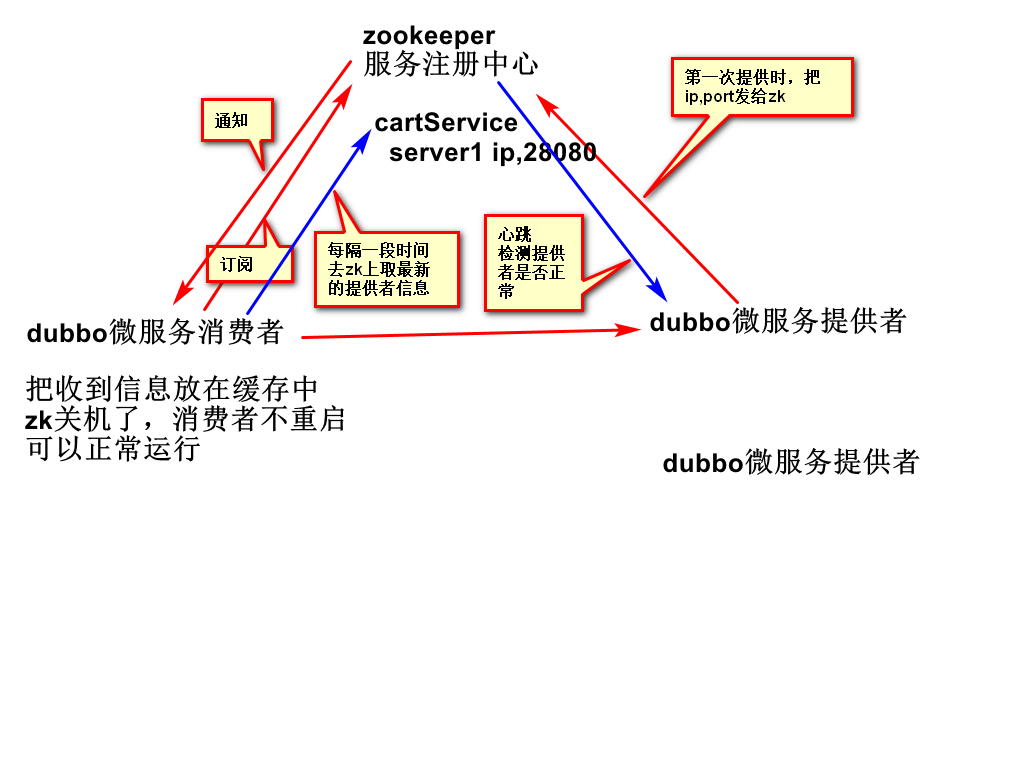 zookeeper
服务注册中心
第一次提供时，把
ip,port发给zk
通知
cartService
server1 ip,28080
心跳
检测提供
者是否正
常
每隔一段时间
去zk上取最新
的提供者信息
订阅
dubbo微服务消费者
dubbo微服务提供者
把收到信息放在缓存中
zk关机了，消费者不重启
可以正常运行
dubbo微服务提供者